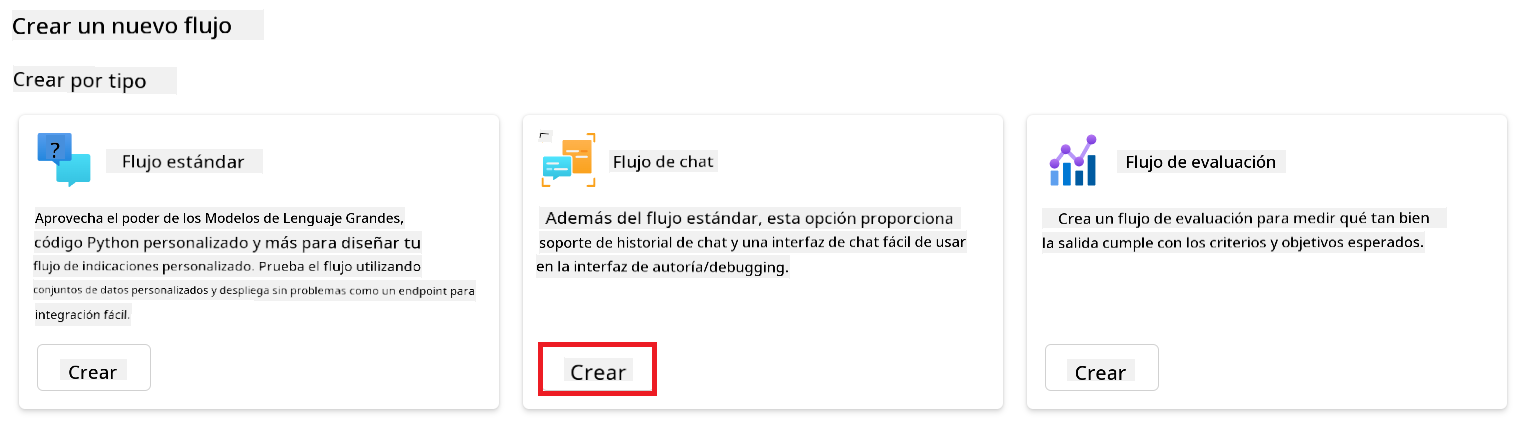 Crear un nuevo flujo
Crear por tipo
?
Flujo estándar
Aprovecha el poder de los Modelos de Lenguaje Grandes,
código Python personalizado y más para diseñar tu
flujo de indicaciones personalizado. Prueba el flujo utilizando
conjuntos de datos personalizados y despliega sin problemas como un endpoint para
integración fácil.
Crear
Flujo de chat
Además del flujo estándar, esta opción proporciona
soporte de historial de chat y una interfaz de chat fácil de usar
en la interfaz de autoría/debugging.
Crear
Flujo de evaluación
Crea un flujo de evaluación para medir qué tan bien
la salida cumple con los criterios y objetivos esperados.
Crear